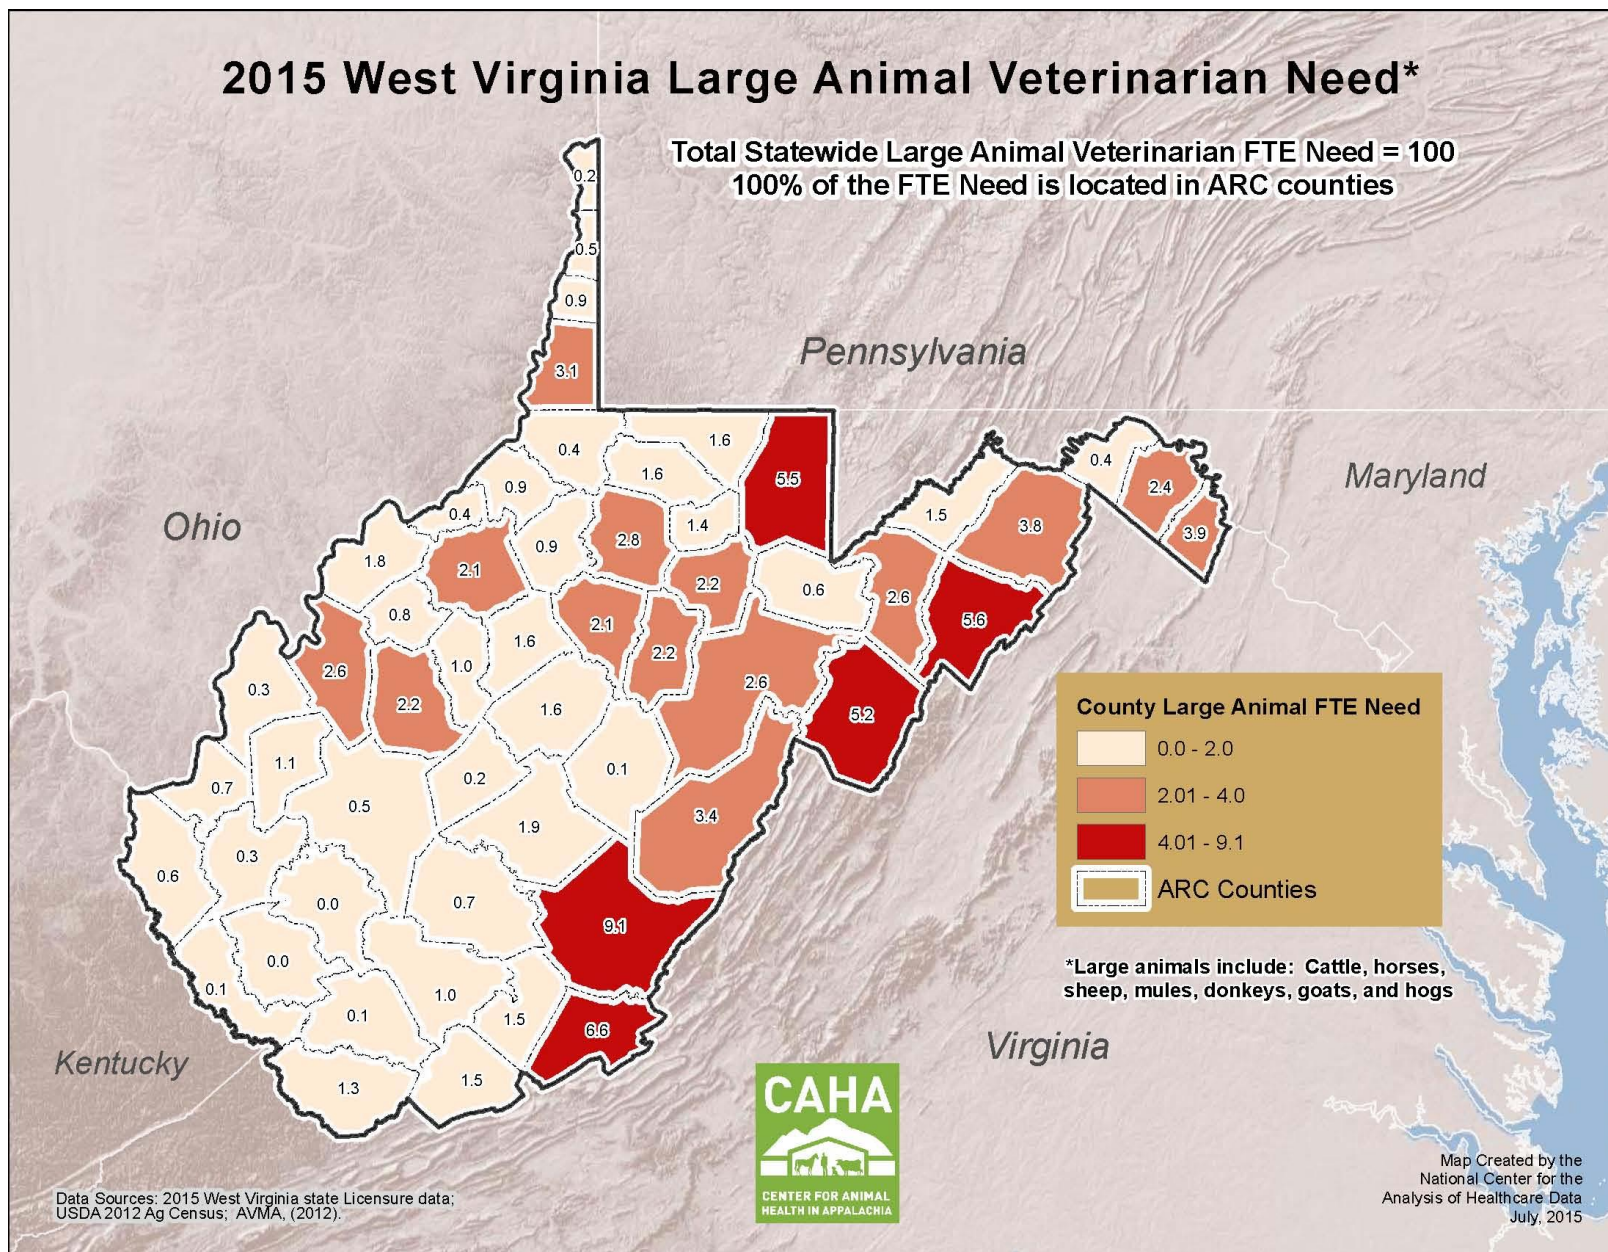 2015 West Virginia Large Animal Veterinarian Need*
Total Statewide Large Animal Veterinarian FTE Need = 100
100% of the FTE Need is located in ARC counties
0.2
0.5
0.9
3.1
Pennsylvania
Maryland
Ohio
0.4
1.6
1.6
5.5
0.4
2.4
3.9
0.9
0.4
1.5
3.8
1.4
2.8
0.9
1.8
2.1
2.2
0.6
2.6
5.6
0.8
2.1
1.6
2.2
1.0
2.6
0.3
2.2
2.6
5.2
1.6
1.1
0.7
0.2
0.1
0.5
1.9
3.4
0.3
0.6
0.0
0.7
9.1
0.0
0.1
1.0
0.1
1.5
6.6
1.3
1.5
Kentucky
Virginia
County Large Animal FTE Need
0.0 - 2.0
2.01 - 4.0
4.01 - 9.1
ARC Counties
*Large animals include: Cattle, horses,
sheep, mules, donkeys, goats, and hogs
CAHA
CENTER FOR ANIMAL
HEALTH IN APPALACHIA
Data Sources: 2015 West Virginia state Licensure data;
USDA 2012 Ag Census; AVMA, (2012).
Map Created by the
National Center for the
Analysis of Healthcare Data
July, 2015